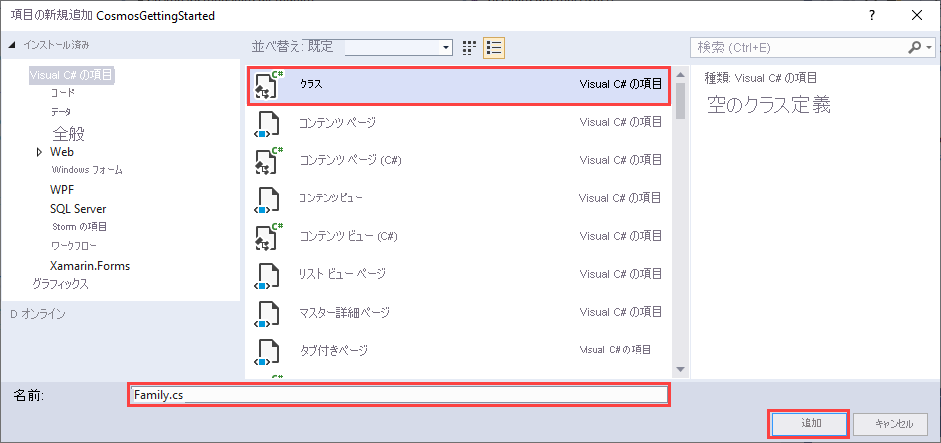 項目の新規追加 CosmosGettingStarted
? ×
インストール済み
並べ替え: 既定
検索 (Ctrl+E)
Visual C# の項目
コード
データ
全般
Web
Windows フォーム
WPF
SQL Server
Storm の項目
ワークフロー
Xamarin.Forms
グラフィックス
D オンライン
C# クラス Visual C# の項目
コンテンツ ページ Visual C# の項目
C# コンテンツ ページ (C#) Visual C# の項目
コンテンツビュー Visual C# の項目
C# コンテンツ ビュー (C#) Visual C# の項目
リスト ビュー ページ Visual C# の項目
マスター詳細ページ Visual C# の項目
タブ付きページ Visual C# の項目
C#
種類: Visual C# の項目
空のクラス定義
名前: Family.cs
追加 キャンセル